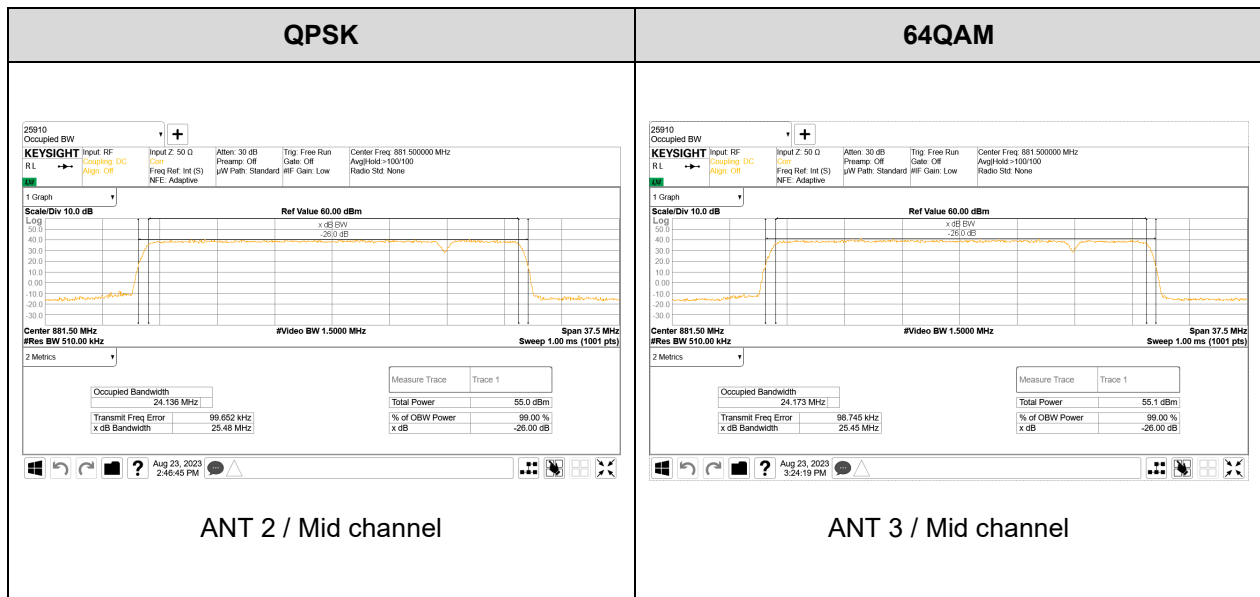 QPSK
64QAM
25910
Occupied BW
KEYSIGHT
R L
LW
Input: RF
Coupling: DC
Align: Off
Input Z: 50 Ω
Corr
Freq Ref: Int (S)
NFE: Adaptive
Atten: 30 dB
Preamp: Off
µW Path: Standard
Trig: Free Run
Gate: Off
#IF Gain: Low
Center Freq: 881.500000 MHz
Avg|Hold:>100/100
Radio Std: None
1 Graph
Scale/Div 10.0 dB
Ref Value 60.00 dBm
Log
x dB BW
-26.0 dB
50.0
40.0
30.0
20.0
10.0
0.00
-10.0
-20.0
-30.0
Center 881.50 MHz
#Video BW 1.5000 MHz
Span 37.5 MHz
#Res BW 510.00 kHz
Sweep 1.00 ms (1001 pts)
2 Metrics
Measure Trace Trace 1
Occupied Bandwidth
24.136 MHz
Total Power 55.0 dBm
Transmit Freq Error 99.652 kHz
% of OBW Power 99.00 %
x dB Bandwidth 25.48 MHz
x dB -26.00 dB
?
Aug 23, 2023
2:46:45 PM
ANT 2 / Mid channel
25910
Occupied BW
KEYSIGHT
R L
LW
Input: RF
Coupling: DC
Align: Off
Input Z: 50 Ω
Corr
Freq Ref: Int (S)
NFE: Adaptive
Atten: 30 dB
Preamp: Off
µW Path: Standard
Trig: Free Run
Gate: Off
#IF Gain: Low
Center Freq: 881.500000 MHz
Avg|Hold:>100/100
Radio Std: None
1 Graph
Scale/Div 10.0 dB
Ref Value 60.00 dBm
Log
x dB BW
-26.0 dB
50.0
40.0
30.0
20.0
10.0
0.00
-10.0
-20.0
-30.0
Center 881.50 MHz
#Video BW 1.5000 MHz
Span 37.5 MHz
#Res BW 510.00 kHz
Sweep 1.00 ms (1001 pts)
2 Metrics
Measure Trace Trace 1
Occupied Bandwidth
24.173 MHz
Total Power 55.1 dBm
Transmit Freq Error 98.745 kHz
% of OBW Power 99.00 %
x dB Bandwidth 25.45 MHz
x dB -26.00 dB
?
Aug 23, 2023
3:24:19 PM
ANT 3 / Mid channel